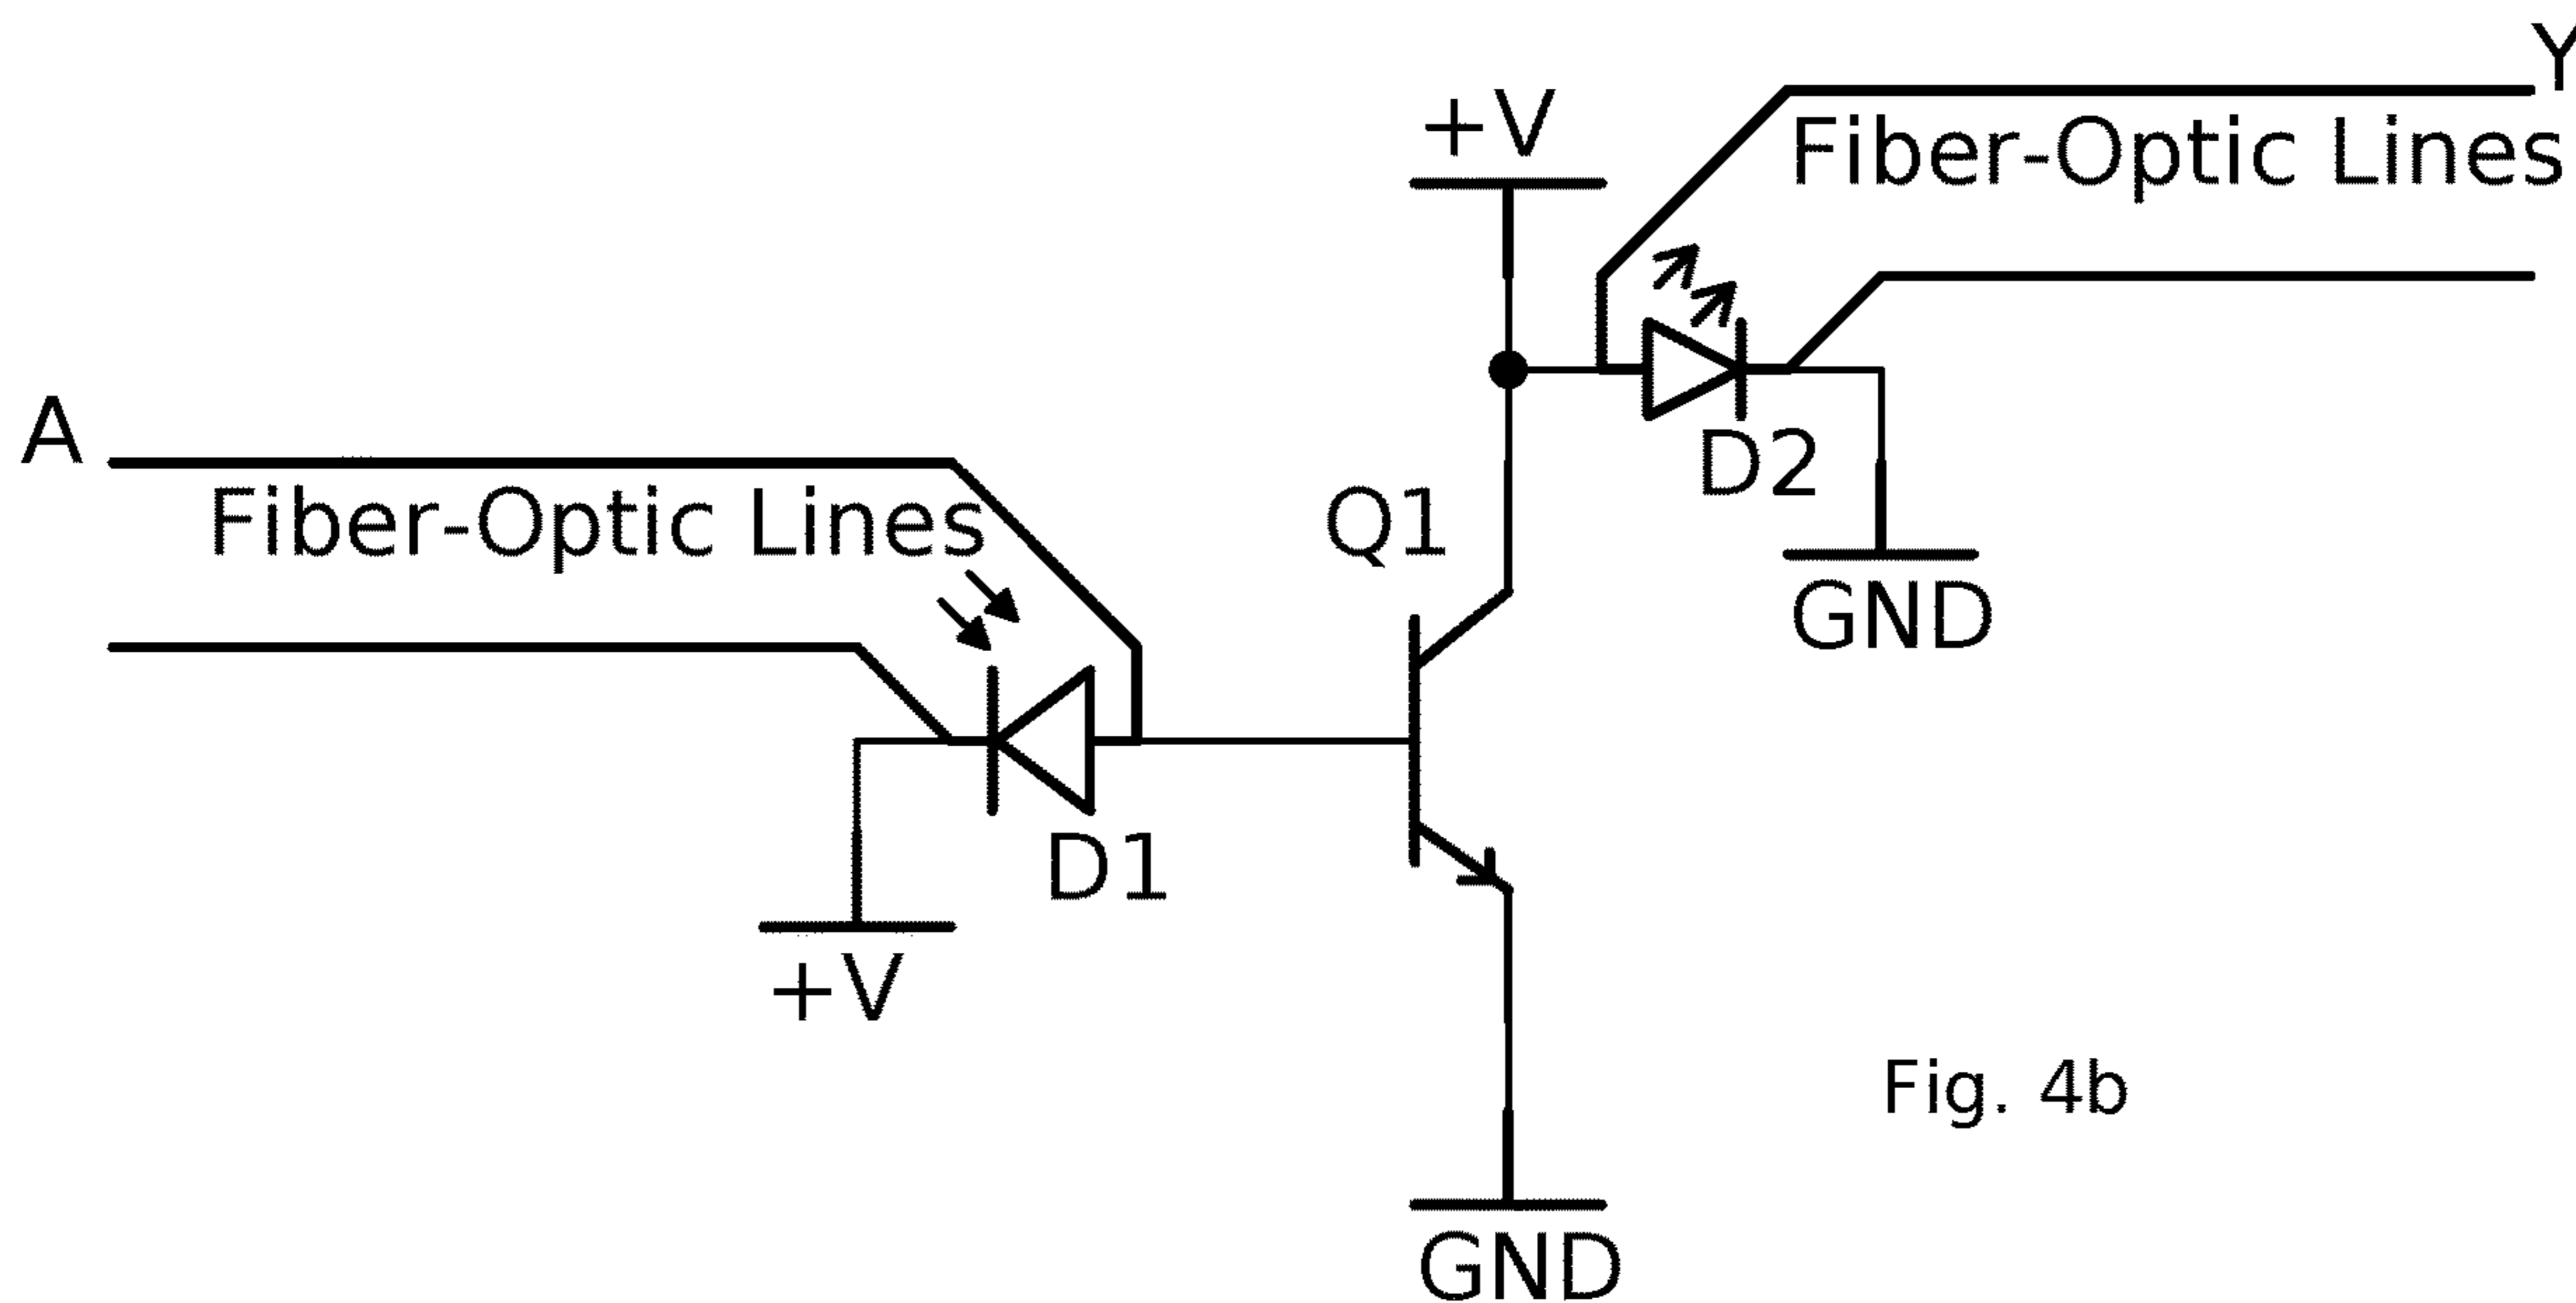 Y
+V
Fiber-Optic Lines
A
D2
Fiber-Optic Lines
Q1
GND
D1
+V
Fig. 4b
GND